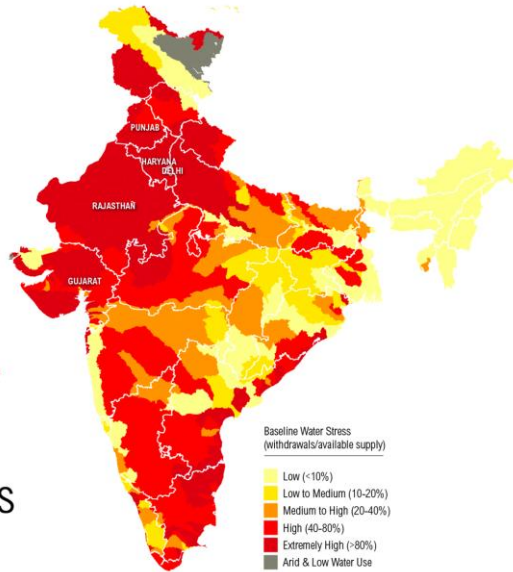 PUNJAB
HARYANA
DELHI
RAJASTHAN
GUJARAT
S
Baseline Water Stress
(withdrawals/available supply)
Low (<10%)
Low to Medium (10-20%)
Medium to High (20-40%)
High (40-80%)
Extremely High (>80%)
Arid & Low Water Use